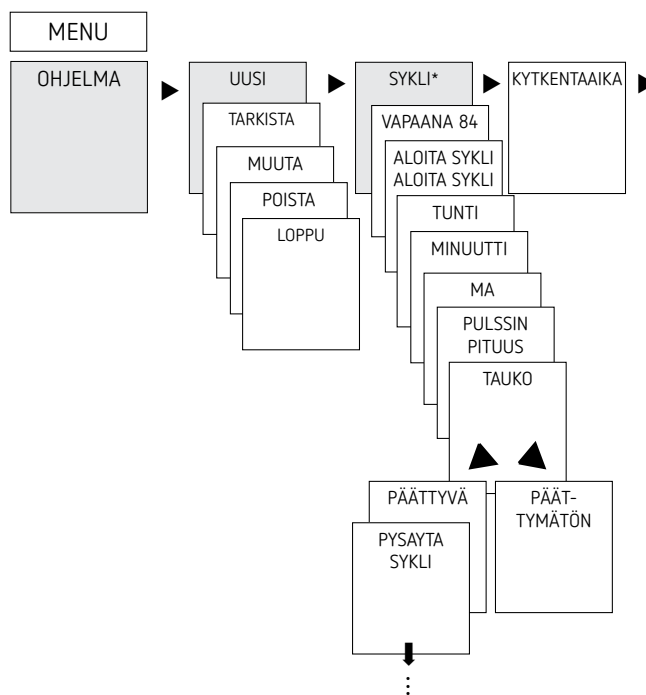 MENU
OHJELMA
UUSI
TARKISTA
MUUTA
POISTA
LOPPU
SYKLI*
VAPAANA 84
ALOITA SYKLI
ALOITA SYKLI
TUNTI
MINUUTTI
MA
PULSSIN
PITUUS
TAUKO
PÄÄTTYVÄ
PYSAYTA
SYKLI
PÄÄT-
TYMÄTÖN
KYTKENTAAIKA